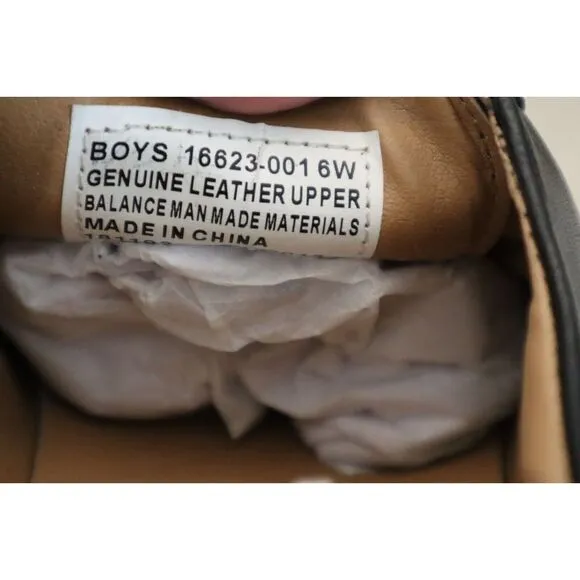 BOYS 16623-001 6W
GENUINE LEATHER UPPER
BALANCE MAN MADE MATERIALS
MADE IN CHINA